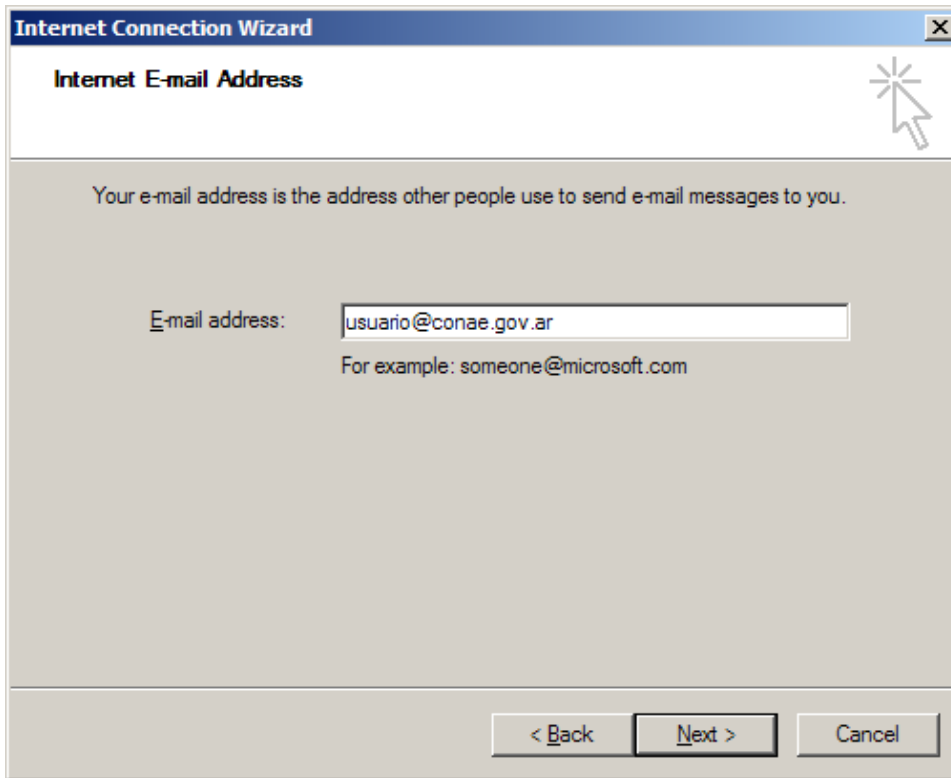 Internet Connection Wizard
Internet E-mail Address
Your e-mail address is the address other people use to send e-mail messages to you.
E-mail address: usuario@conae.gov.ar
For example: someone@microsoft.com
< Back Next > Cancel